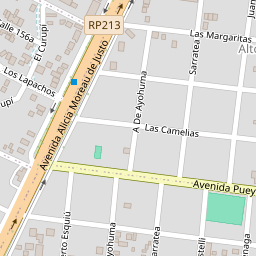 RP213
Calle 156a
El Curupí
Las Margaritas
Alto
Sarratea
Los Lapachos
Avenida Alicia Moreau de Justo
A De Ayohuma
Las Camelias
Avenida Puey
Ayohuma
Sarratea